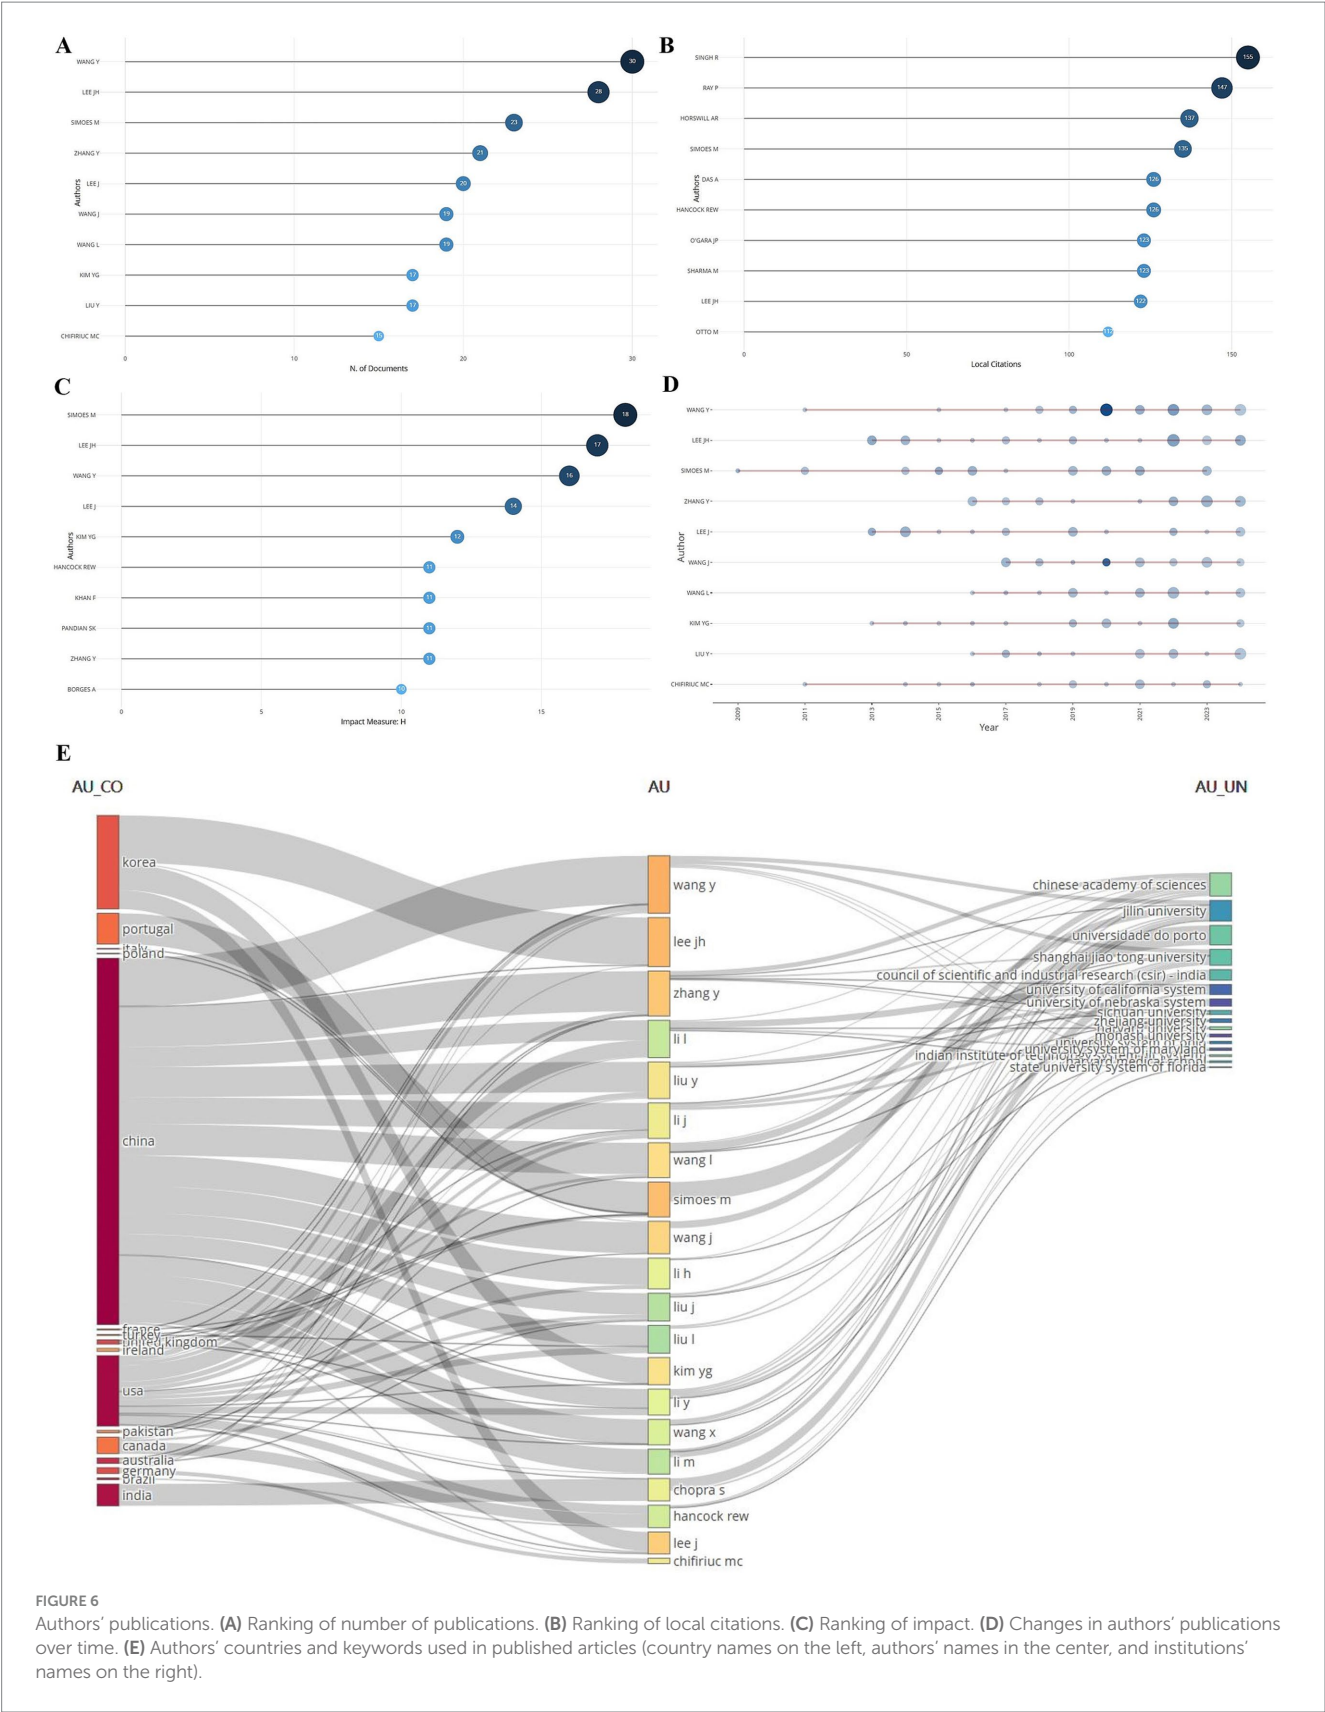 A
WANG Y
30
LEE JH
28
SIMOES M
23
ZHANG Y
21
LEE J
20
WANG J
19
WANG L
19
KIM YG
17
LIU Y
17
CHIFIRIUC MC
15
Authors
0 10 20 30
N. of Documents
B
SINGH R
155
RAY P
147
HORSWILL AR
137
SIMOES M
135
DAS A
126
HANCOCK REW
126
O'GARA JP
123
SHARMA M
123
LEE JH
122
OTTO M
112
Authors
0 50 100 150
Local Citations
C
SIMOES M
18
LEE JH
17
WANG Y
16
LEE J
14
KIM YG
12
HANCOCK REW
11
KHAN F
11
PANDIAN SK
11
ZHANG Y
11
BORGES A
10
Authors
0 5 10 15
Impact Measure: H
D
WANG Y
LEE JH
SIMOES M
ZHANG Y
LEE J
WANG J
WANG L
KIM YG
LIU Y
CHIFIRIUC MC
Author
2009 2011 2013 2015 2017 2019 2021 2023
Year
E
AU_CO AU AU_UN
korea
portugal
italy
poland
china
france
turkey
united kingdom
ireland
usa
pakistan
canada
australia
germany
brazil
india
wang y
lee jh
zhang y
li l
liu y
li j
wang l
simoes m
wang j
li h
liu j
liu l
kim yg
li y
wang x
li m
chopra s
hancock rew
lee j
chifiriuc mc
chinese academy of sciences
jilin university
universidade do porto
shanghai jiao tong university
council of scientific and industrial research (csir) - india
university of california system
university of nebraska system
sichuan university
zhejiang university
harvard university
monash university
university system of
university system of maryland
indian institute of technology system
harvard medical school
state university system of florida
FIGURE 6
Authors' publications. (A) Ranking of number of publications. (B) Ranking of local citations. (C) Ranking of impact. (D) Changes in authors' publications
over time. (E) Authors' countries and keywords used in published articles (country names on the left, authors' names in the center, and institutions'
names on the right).